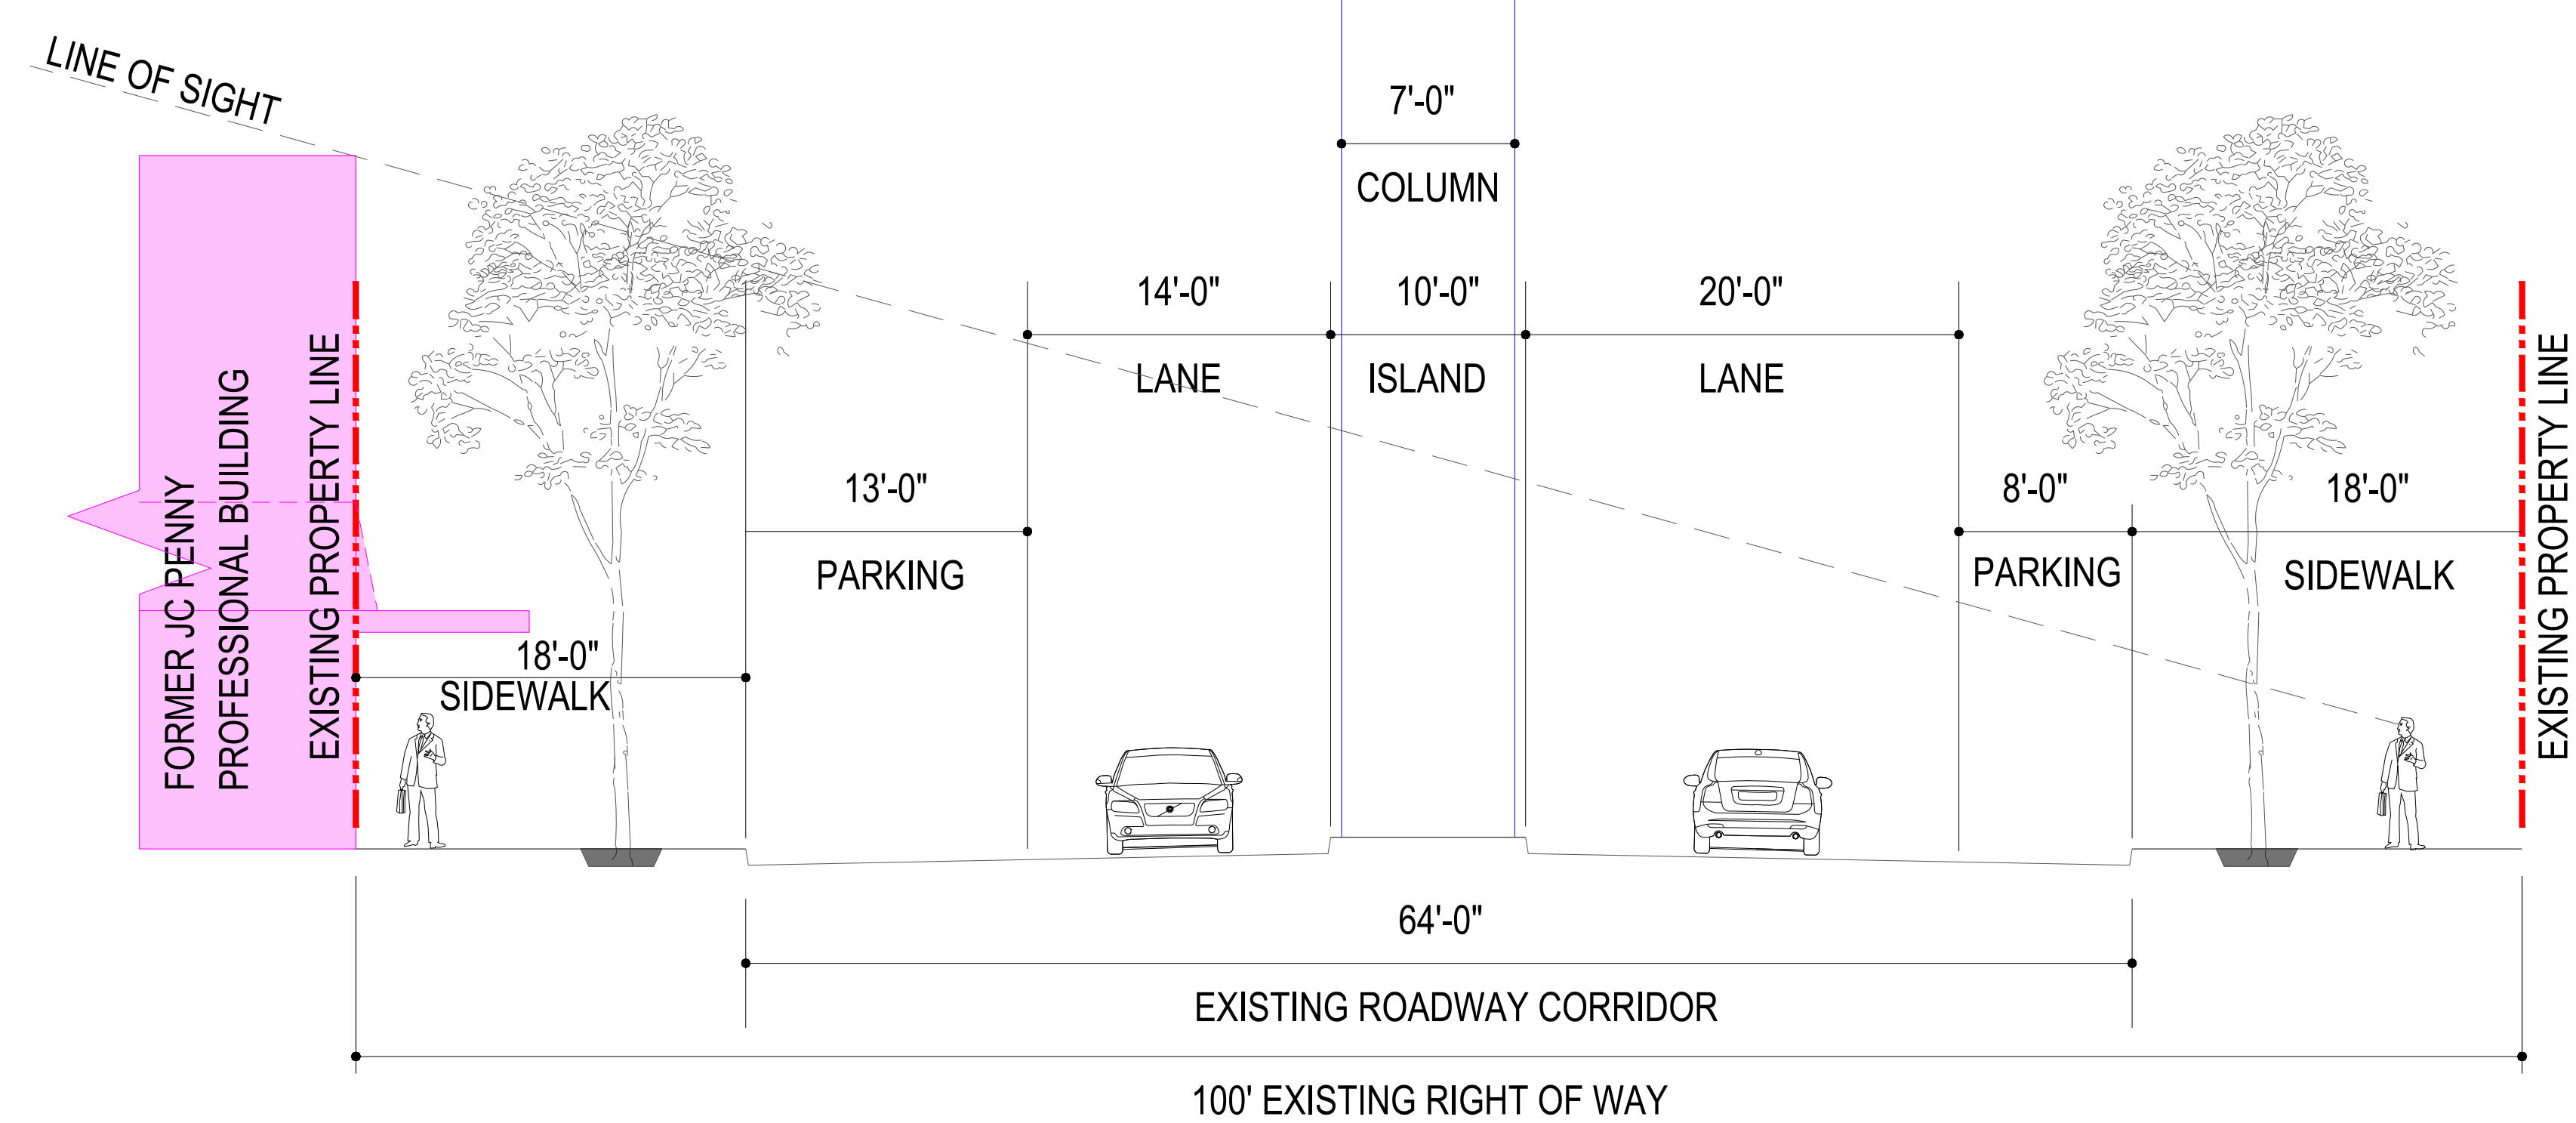 LINE OF SIGHT
7'-0"
COLUMN
14'-0"
10'-0"
20'-0"
LANE
ISLAND
LANE
13'-0"
8'-0"
18'-0"
PARKING
PARKING
SIDEWALK
FORMER JC PENNY
PROFESSIONAL BUILDING
EXISTING PROPERTY LINE
EXISTING PROPERTY LINE
18'-0"
SIDEWALK
64'-0"
EXISTING ROADWAY CORRIDOR
100' EXISTING RIGHT OF WAY